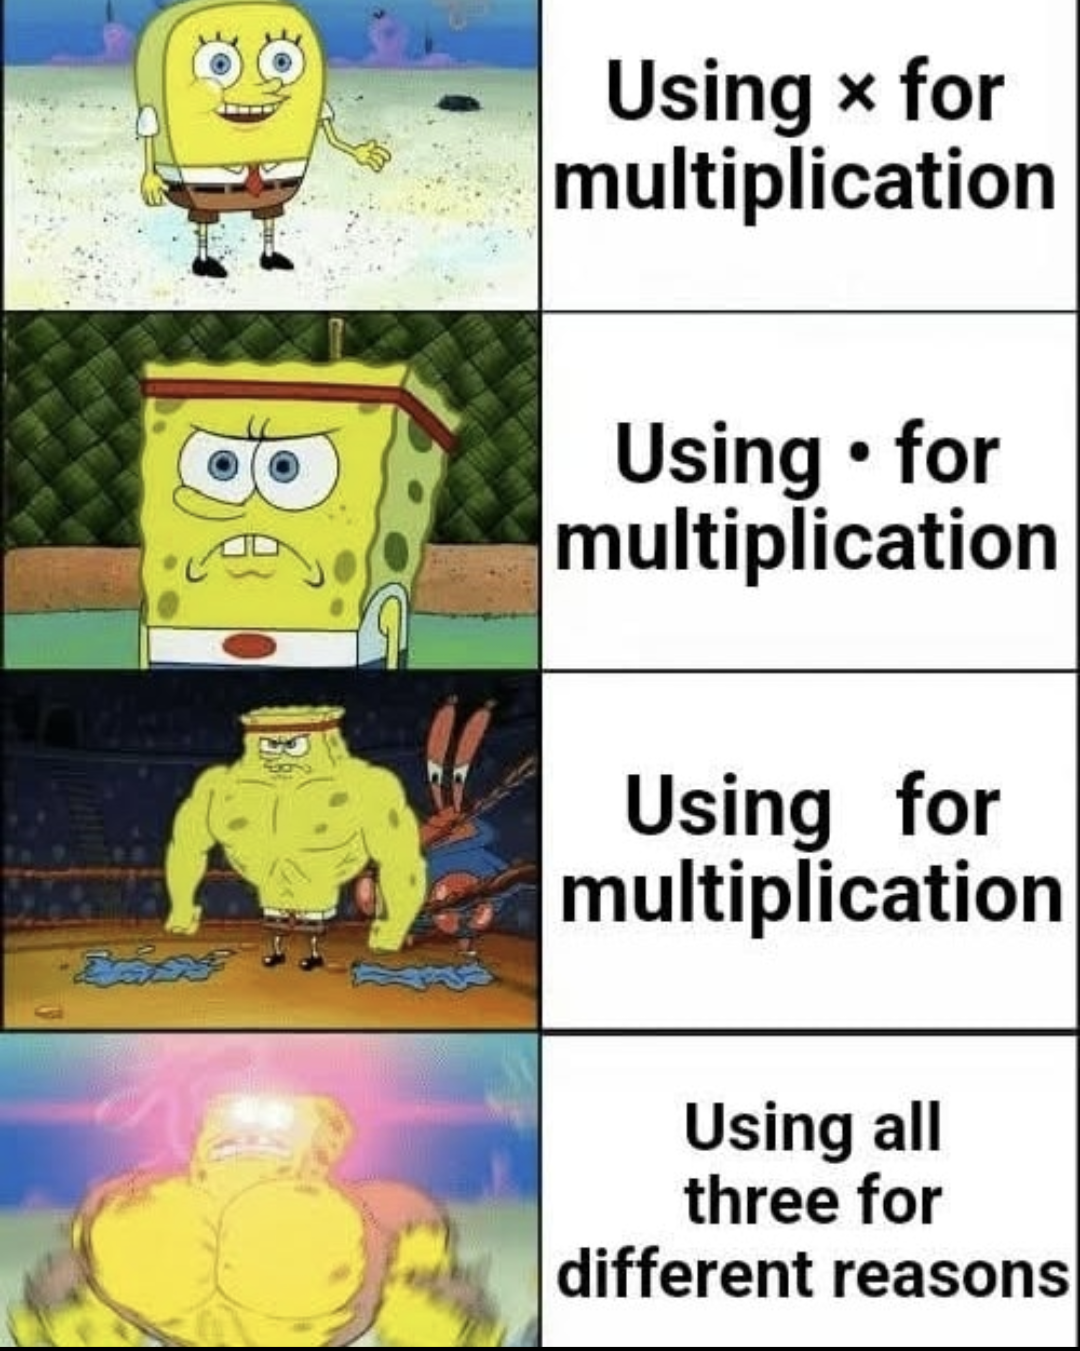 Using × for
multiplication
Using • for
multiplication
Using   for
multiplication
Using all
three for
different reasons